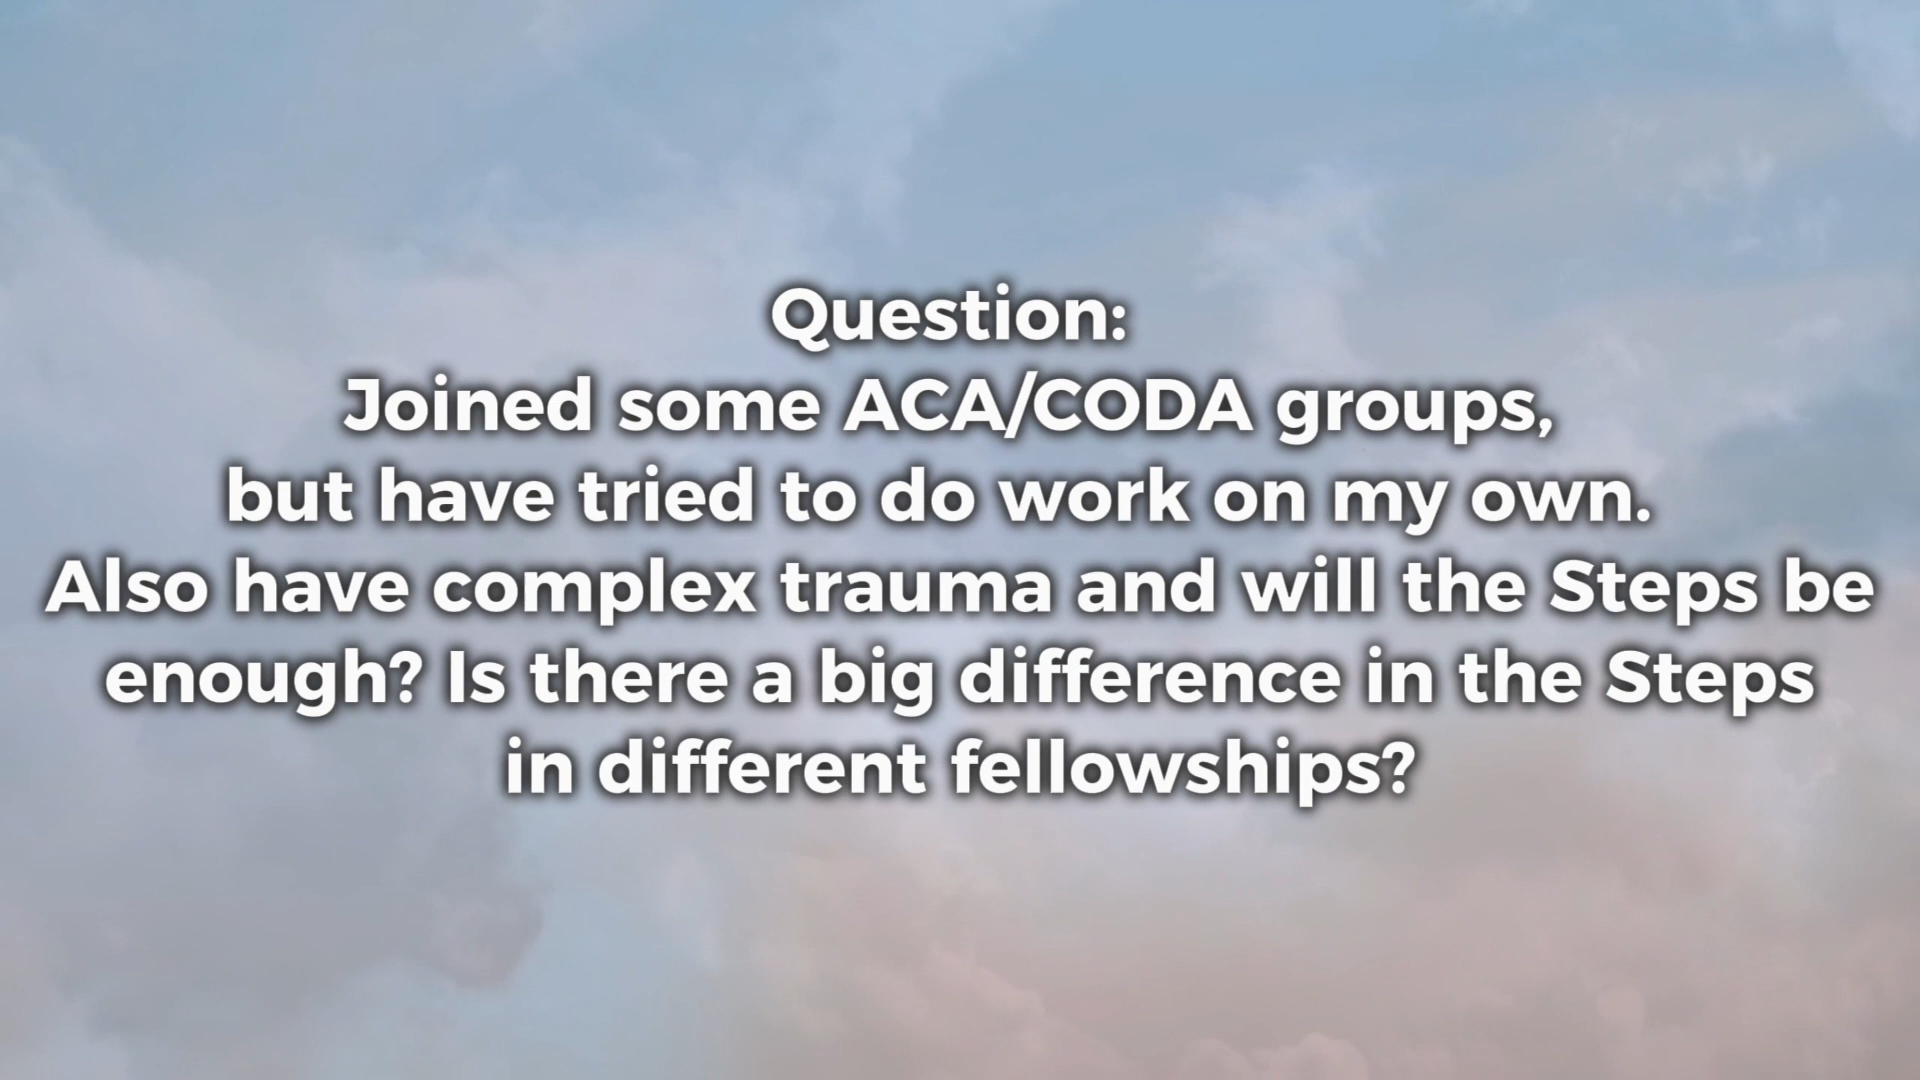 Question:
Joined some ACA/CODA groups,
but have tried to do work on my own.
Also have complex trauma and will the Steps be
enough? Is there a big difference in the Steps
in different fellowships?